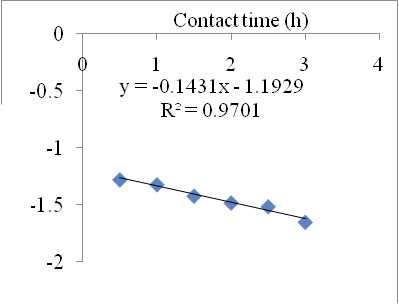 Contact time (h)
0
0 1 2 3 4
y = -0.1431x - 1.1929
R² = 0.9701
-0.5
-1
-1.5
-2